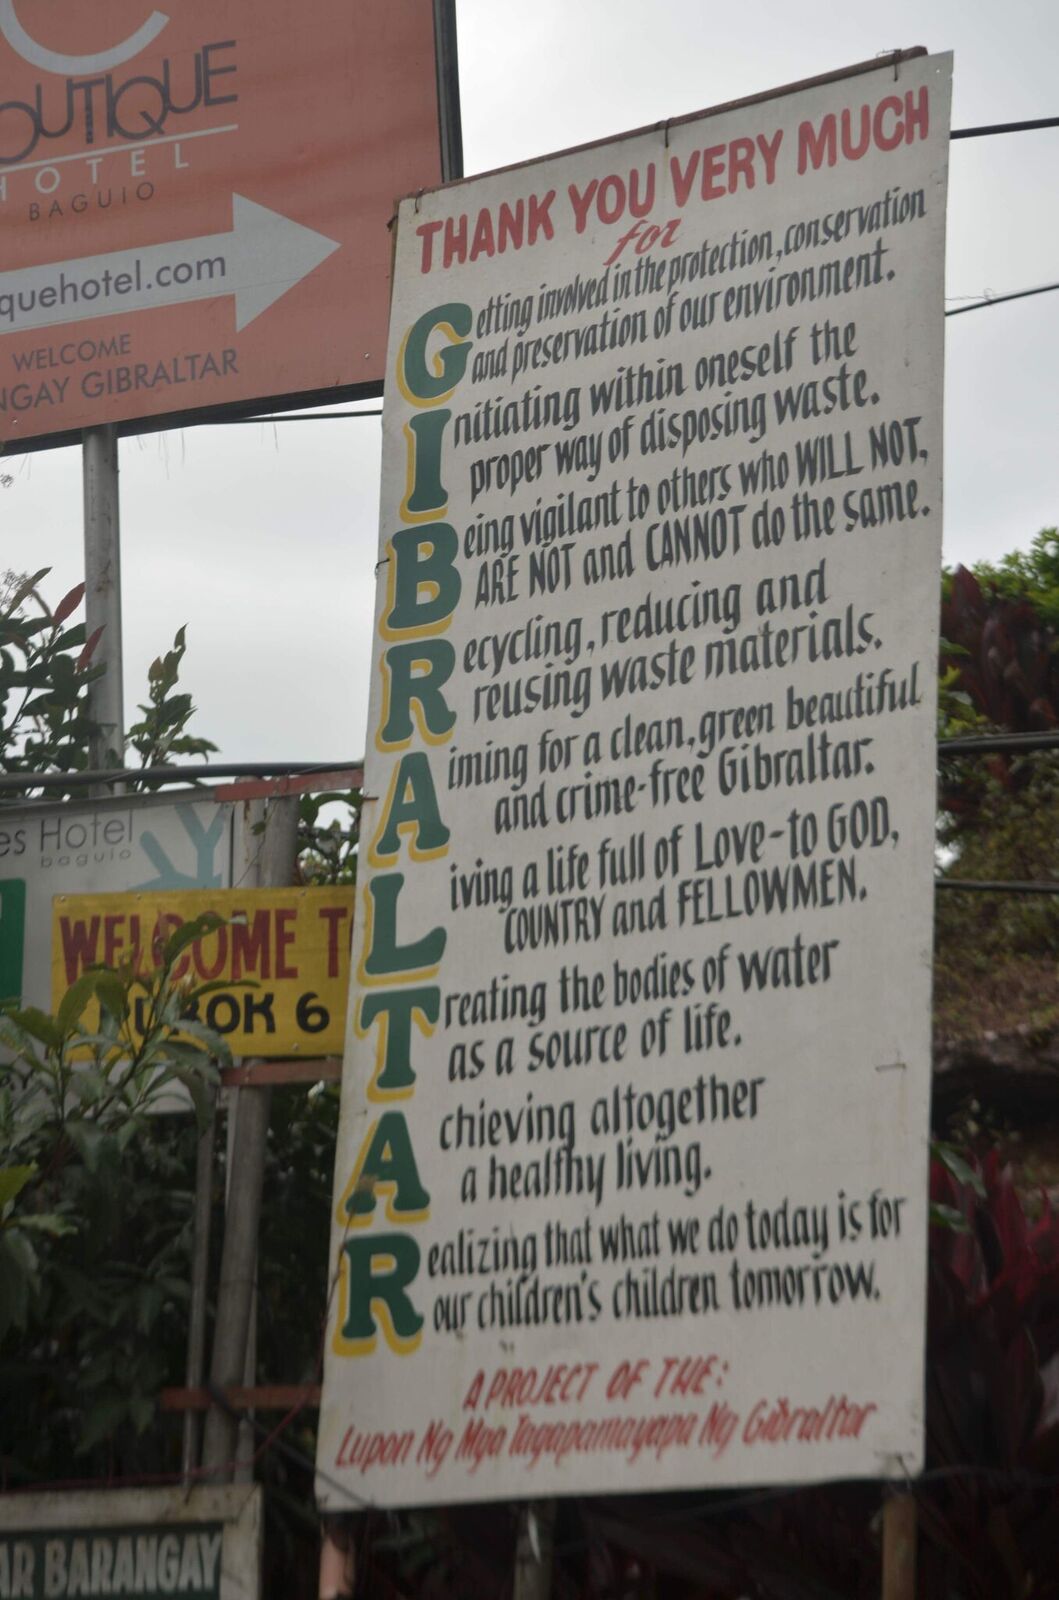 OUTIQUE
HOTEL
BAGUIO
quehotel.com
WELCOME
NGAY GIBRALTAR
THANK YOU VERY MUCH
for
Getting involved in the protection, conservation
and preservation of our environment.
Initiating within oneself the
proper way of disposing waste.
Being vigilant to others who WILL NOT,
ARE NOT and CANNOT do the same.
Recycling, reducing and
reusing waste materials.
Aiming for a clean, green beautiful
and crime-free Gibraltar.
Living a life full of Love-to GOD,
COUNTRY and FELLOWMEN.
Treating the bodies of water
as a source of life.
Achieving altogether
a healthy living.
Realizing that what we do today is for
our children's children tomorrow.
A PROJECT OF THE:
Lupon Ng Mga Tagapamayapa Ng Gibraltar
es Hotel
baguio
WELCOME T
UROK 6
AR BARANGAY